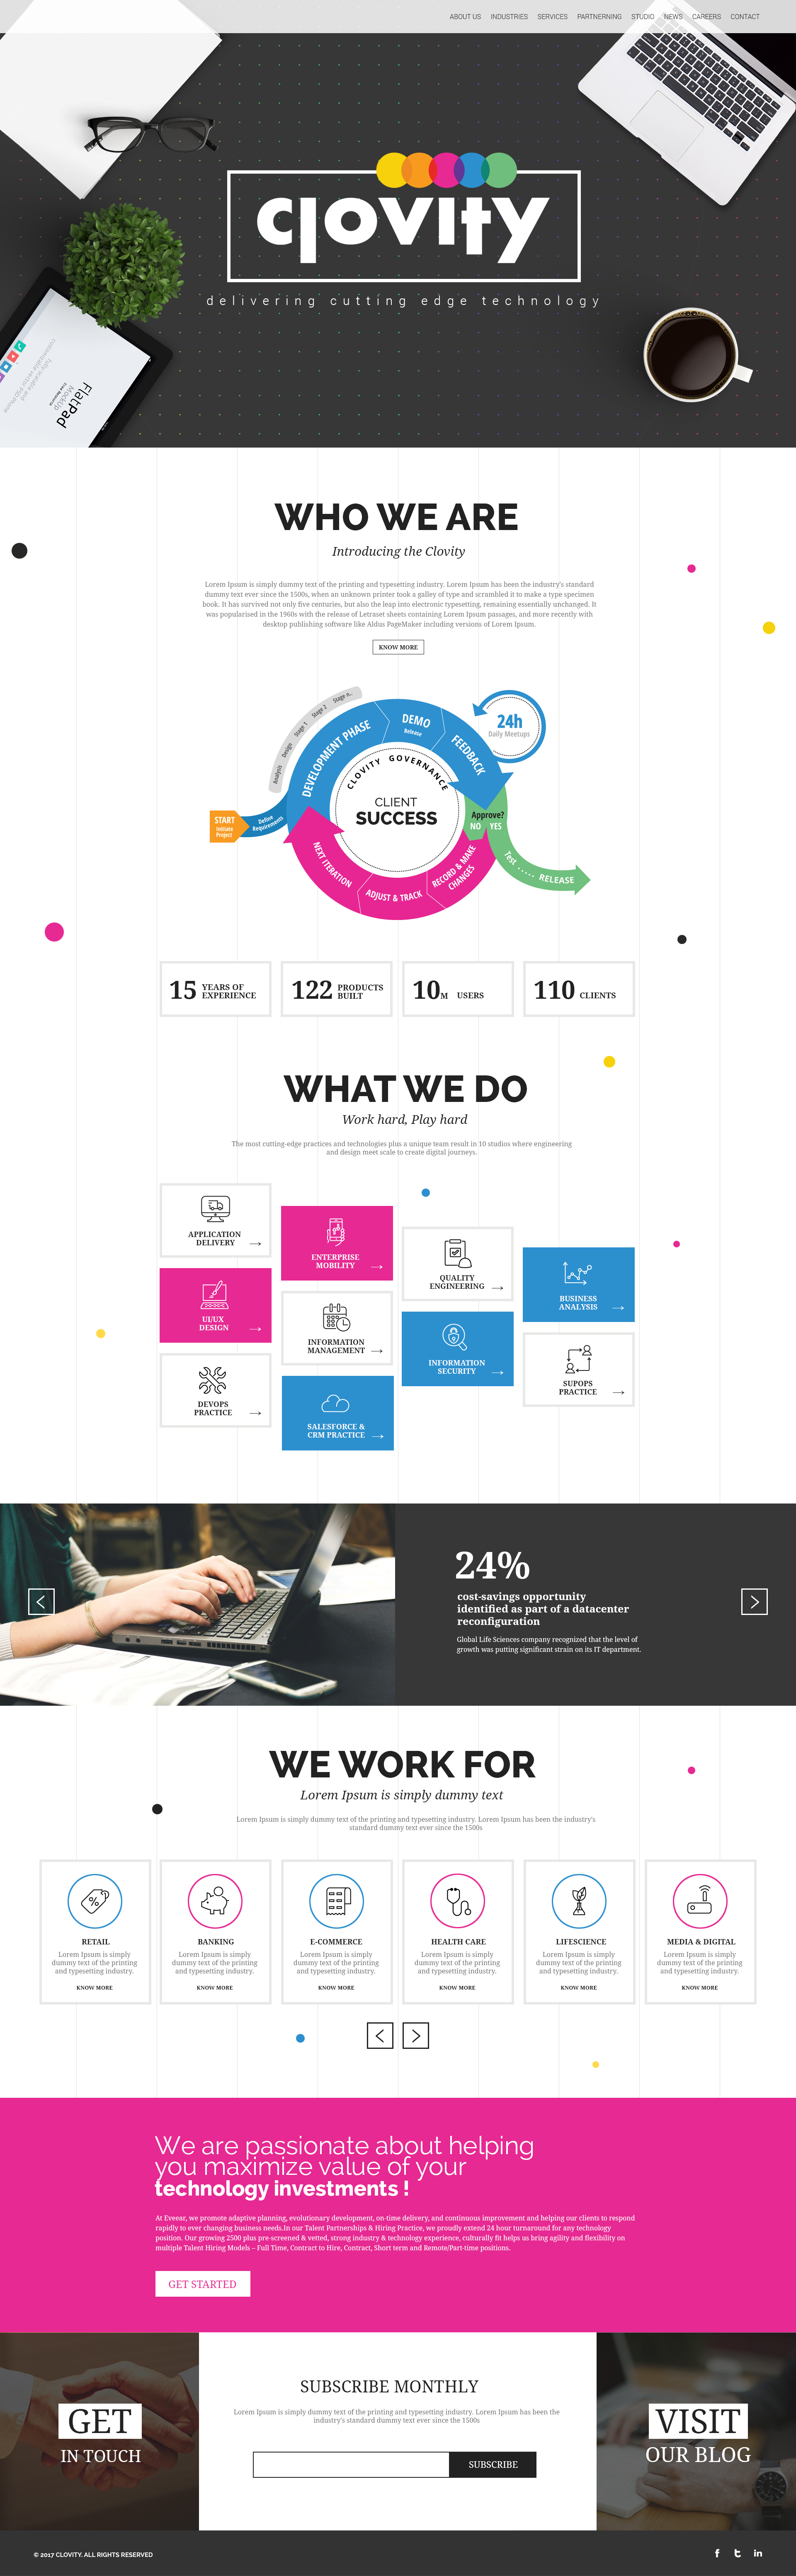 ABOUT US INDUSTRIES SERVICES PARTNERNING STUDIO NEWS CAREERS CONTACT
clovity
delivering cutting edge technology
FlatPad
MockUp
WHO WE ARE
Introducing the Clovity
Lorem Ipsum is simply dummy text of the printing and typesetting industry. Lorem Ipsum has been the industry's standard
dummy text ever since the 1500s, when an unknown printer took a galley of type and scrambled it to make a type specimen
book. It has survived not only five centuries, but also the leap into electronic typesetting, remaining essentially unchanged. It
was popularised in the 1960s with the release of Letraset sheets containing Lorem Ipsum passages, and more recently with
desktop publishing software like Aldus PageMaker including versions of Lorem Ipsum.
KNOW MORE
Analysis Design Stage 1 Stage 2 Stage n..
START
Initiate
Project
Define
Requirements
DEVELOPMENT PHASE
DEMO
Release
FEEDBACK
24h
Daily Meetups
CLOVITY GOVERNANCE
CLIENT
SUCCESS
Approve?
NO YES
Test ..... RELEASE
RECORD & MAKE
CHANGES
ADJUST & TRACK
NEXT ITERATION
15 YEARS OF
EXPERIENCE
122 PRODUCTS
BUILT
10M USERS
110 CLIENTS
WHAT WE DO
Work hard, Play hard
The most cutting-edge practices and technologies plus a unique team result in 10 studios where engineering
and design meet scale to create digital journeys.
APPLICATION
DELIVERY
ENTERPRISE
MOBILITY
QUALITY
ENGINEERING
BUSINESS
ANALYSIS
UI/UX
DESIGN
INFORMATION
MANAGEMENT
INFORMATION
SECURITY
SUPOPS
PRACTICE
DEVOPS
PRACTICE
SALESFORCE &
CRM PRACTICE
24%
cost-savings opportunity
identified as part of a datacenter
reconfiguration
Global Life Sciences company recognized that the level of
growth was putting significant strain on its IT department.
WE WORK FOR
Lorem Ipsum is simply dummy text
Lorem Ipsum is simply dummy text of the printing and typesetting industry. Lorem Ipsum has been the industry's
standard dummy text ever since the 1500s
RETAIL
Lorem Ipsum is simply
dummy text of the printing
and typesetting industry.
KNOW MORE
BANKING
Lorem Ipsum is simply
dummy text of the printing
and typesetting industry.
KNOW MORE
E-COMMERCE
Lorem Ipsum is simply
dummy text of the printing
and typesetting industry.
KNOW MORE
HEALTH CARE
Lorem Ipsum is simply
dummy text of the printing
and typesetting industry.
KNOW MORE
LIFESCIENCE
Lorem Ipsum is simply
dummy text of the printing
and typesetting industry.
KNOW MORE
MEDIA & DIGITAL
Lorem Ipsum is simply
dummy text of the printing
and typesetting industry.
KNOW MORE
We are passionate about helping
you maximize value of your
technology investments !
At Eveear, we promote adaptive planning, evolutionary development, on-time delivery, and continuous improvement and helping our clients to respond
rapidly to ever changing business needs.In our Talent Partnerships & Hiring Practice, we proudly extend 24 hour turnaround for any technology
position. Our growing 2500 plus pre-screened & vetted, strong industry & technology experience, culturally fit helps us bring agility and flexibility on
multiple Talent Hiring Models – Full Time, Contract to Hire, Contract, Short term and Remote/Part-time positions.
GET STARTED
GET
IN TOUCH
SUBSCRIBE MONTHLY
Lorem Ipsum is simply dummy text of the printing and typesetting industry. Lorem Ipsum has been the
industry's standard dummy text ever since the 1500s
SUBSCRIBE
VISIT
OUR BLOG
© 2017 CLOVITY. ALL RIGHTS RESERVED
f t in